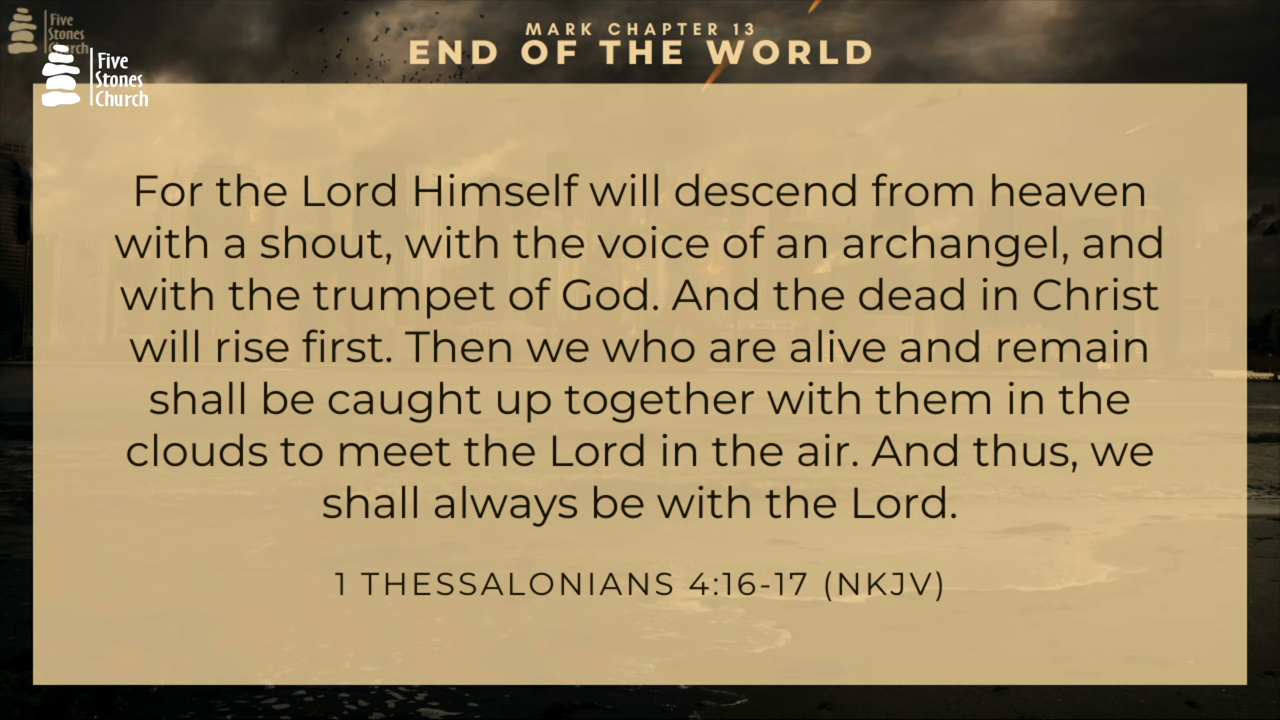 Five
Stones
Church
Five
Stones
Church
MARK CHAPTER 13
END OF THE WORLD
For the Lord Himself will descend from heaven
with a shout, with the voice of an archangel, and
with the trumpet of God. And the dead in Christ
will rise first. Then we who are alive and remain
shall be caught up together with them in the
clouds to meet the Lord in the air. And thus, we
shall always be with the Lord.
1 THESSALONIANS 4:16-17 (NKJV)